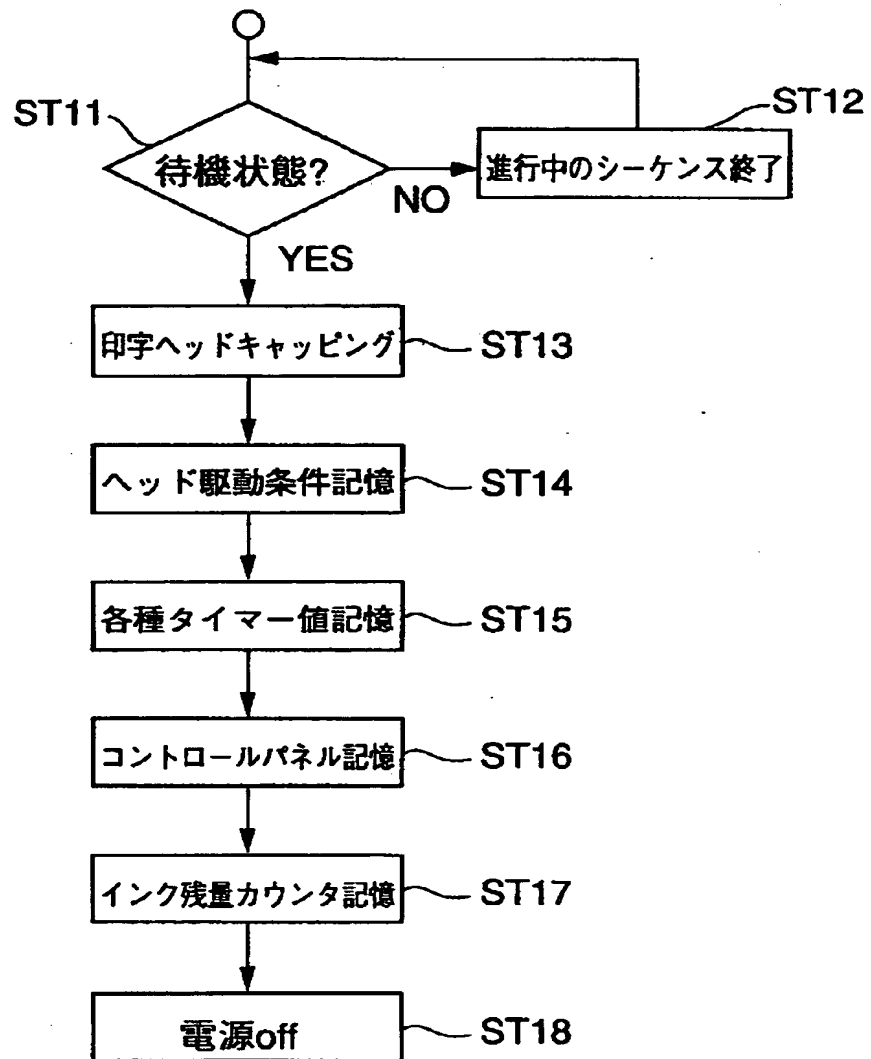 ST11
待機状態?
NO
ST12
進行中のシーケンス終了
YES
印字ヘッドキャッピング
ST13
ヘッド駆動条件記憶
ST14
各種タイマー値記憶
ST15
コントロールパネル記憶
ST16
インク残量カウンタ記憶
ST17
電源off
ST18